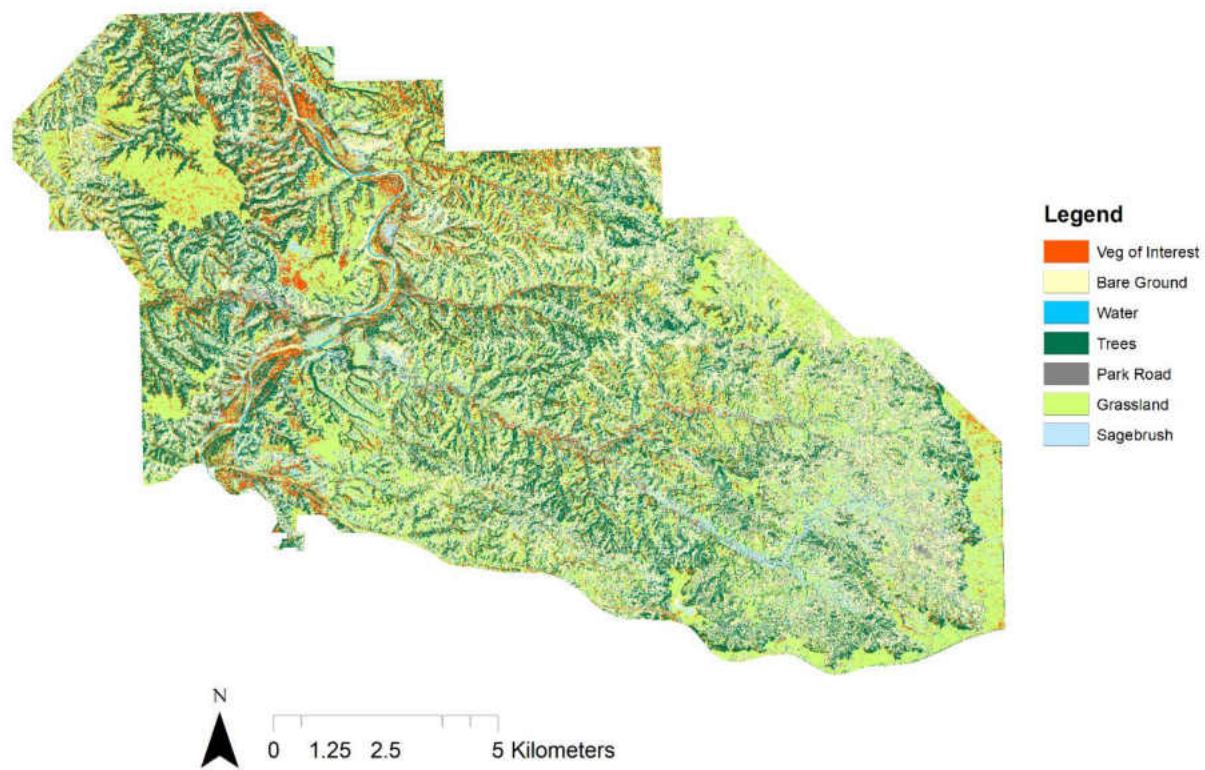 Legend
Veg of Interest
Bare Ground
Water
Trees
Park Road
Grassland
Sagebrush
N
0 1.25 2.5 5 Kilometers